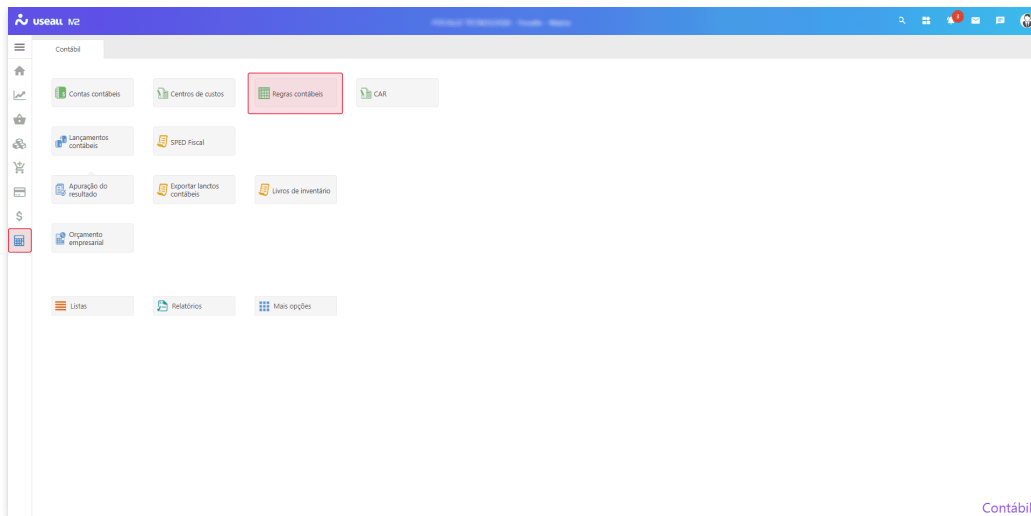 useall M2
3
Contábil
Contas contábeis
Centros de custos
Regras contábeis
CAR
Lançamentos
contábeis
SPED Fiscal
Apuração do
resultado
Exportar lanctos
contábeis
Livros de inventário
Orçamento
empresarial
Listas
Relatórios
Mais opções
Contábil